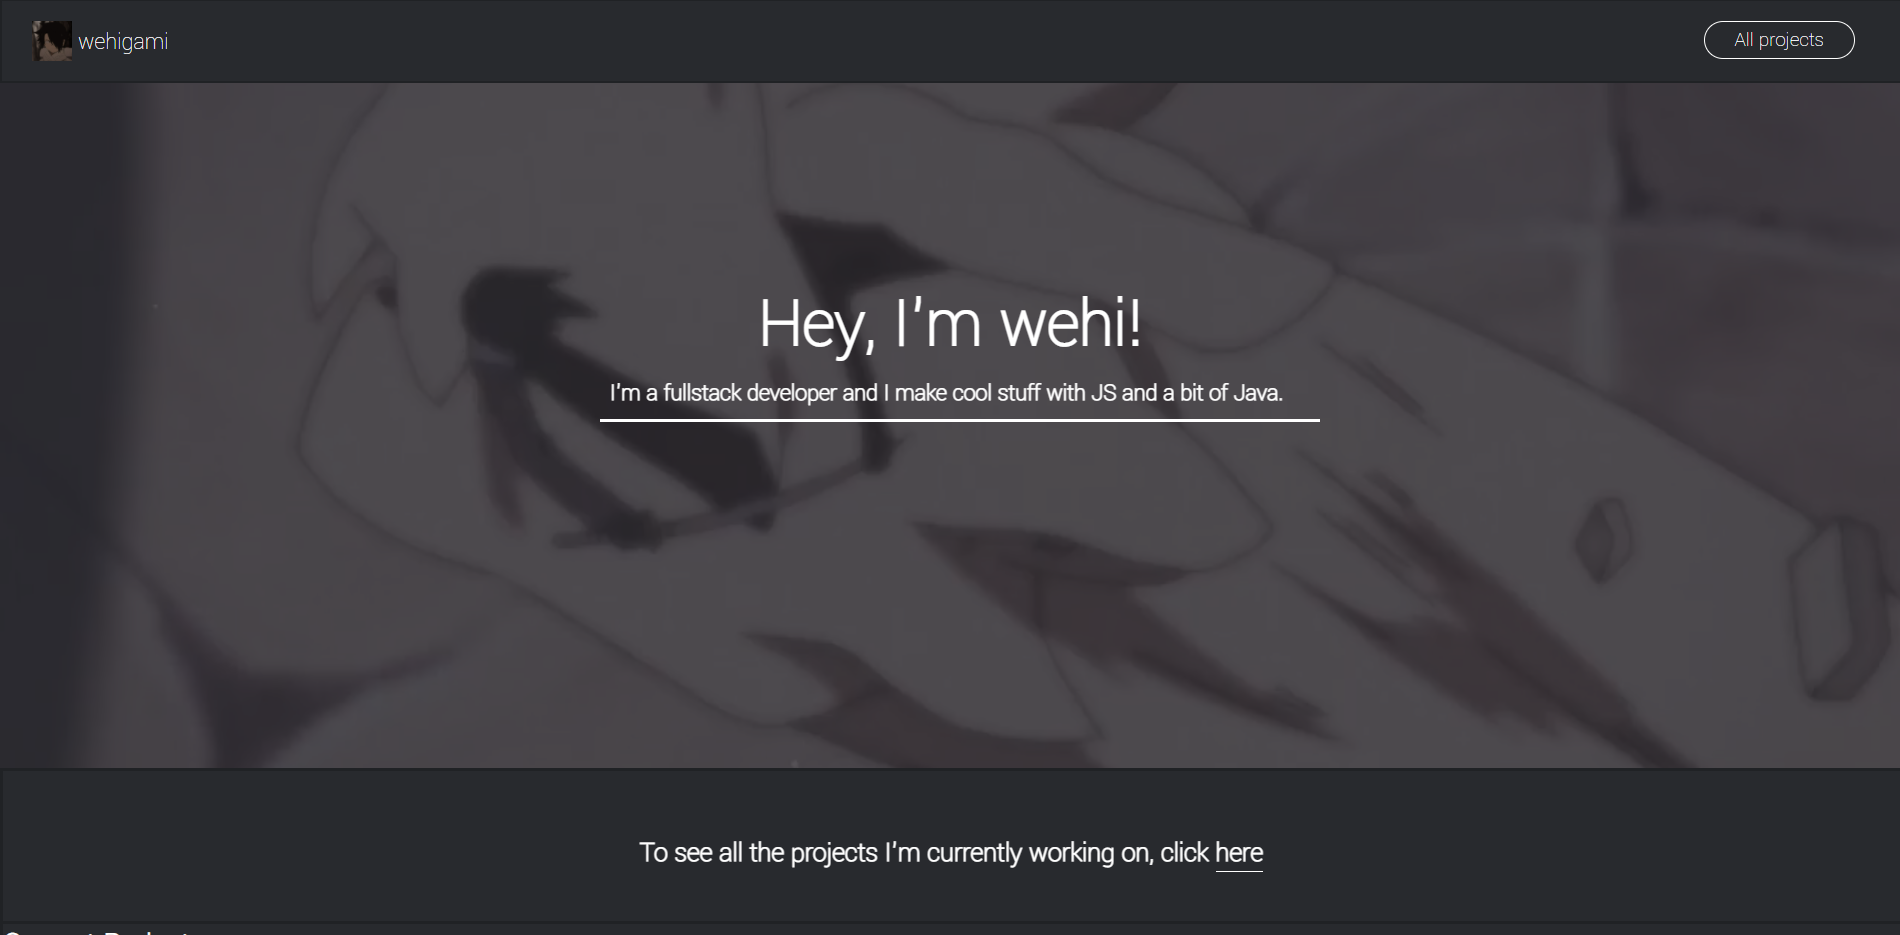 wehigami
All projects
Hey, I'm wehi!
I'm a fullstack developer and I make cool stuff with JS and a bit of Java.
To see all the projects I'm currently working on, click here